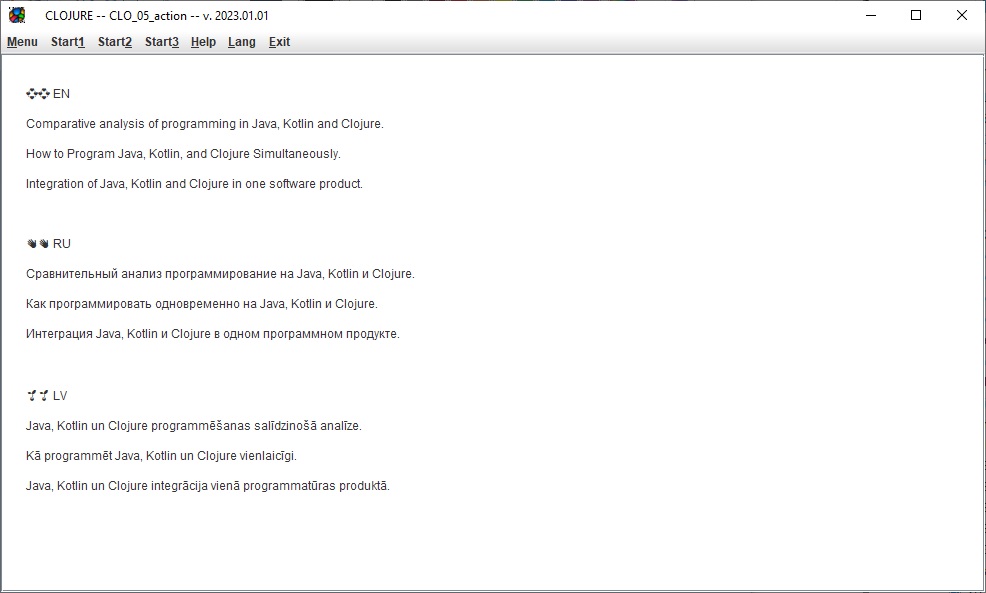 CLOJURE -- CLO_05_action -- v. 2023.01.01
Menu Start1 Start2 Start3 Help Lang Exit
EN
Comparative analysis of programming in Java, Kotlin and Clojure.
How to Program Java, Kotlin, and Clojure Simultaneously.
Integration of Java, Kotlin and Clojure in one software product.
RU
Сравнительный анализ программирование на Java, Kotlin и Clojure.
Как программировать одновременно на Java, Kotlin и Clojure.
Интеграция Java, Kotlin и Clojure в одном программном продукте.
LV
Java, Kotlin un Clojure programmēšanas salīdzinošā analīze.
Kā programmēt Java, Kotlin un Clojure vienlaicīgi.
Java, Kotlin un Clojure integrācija vienā programmatūras produktā.